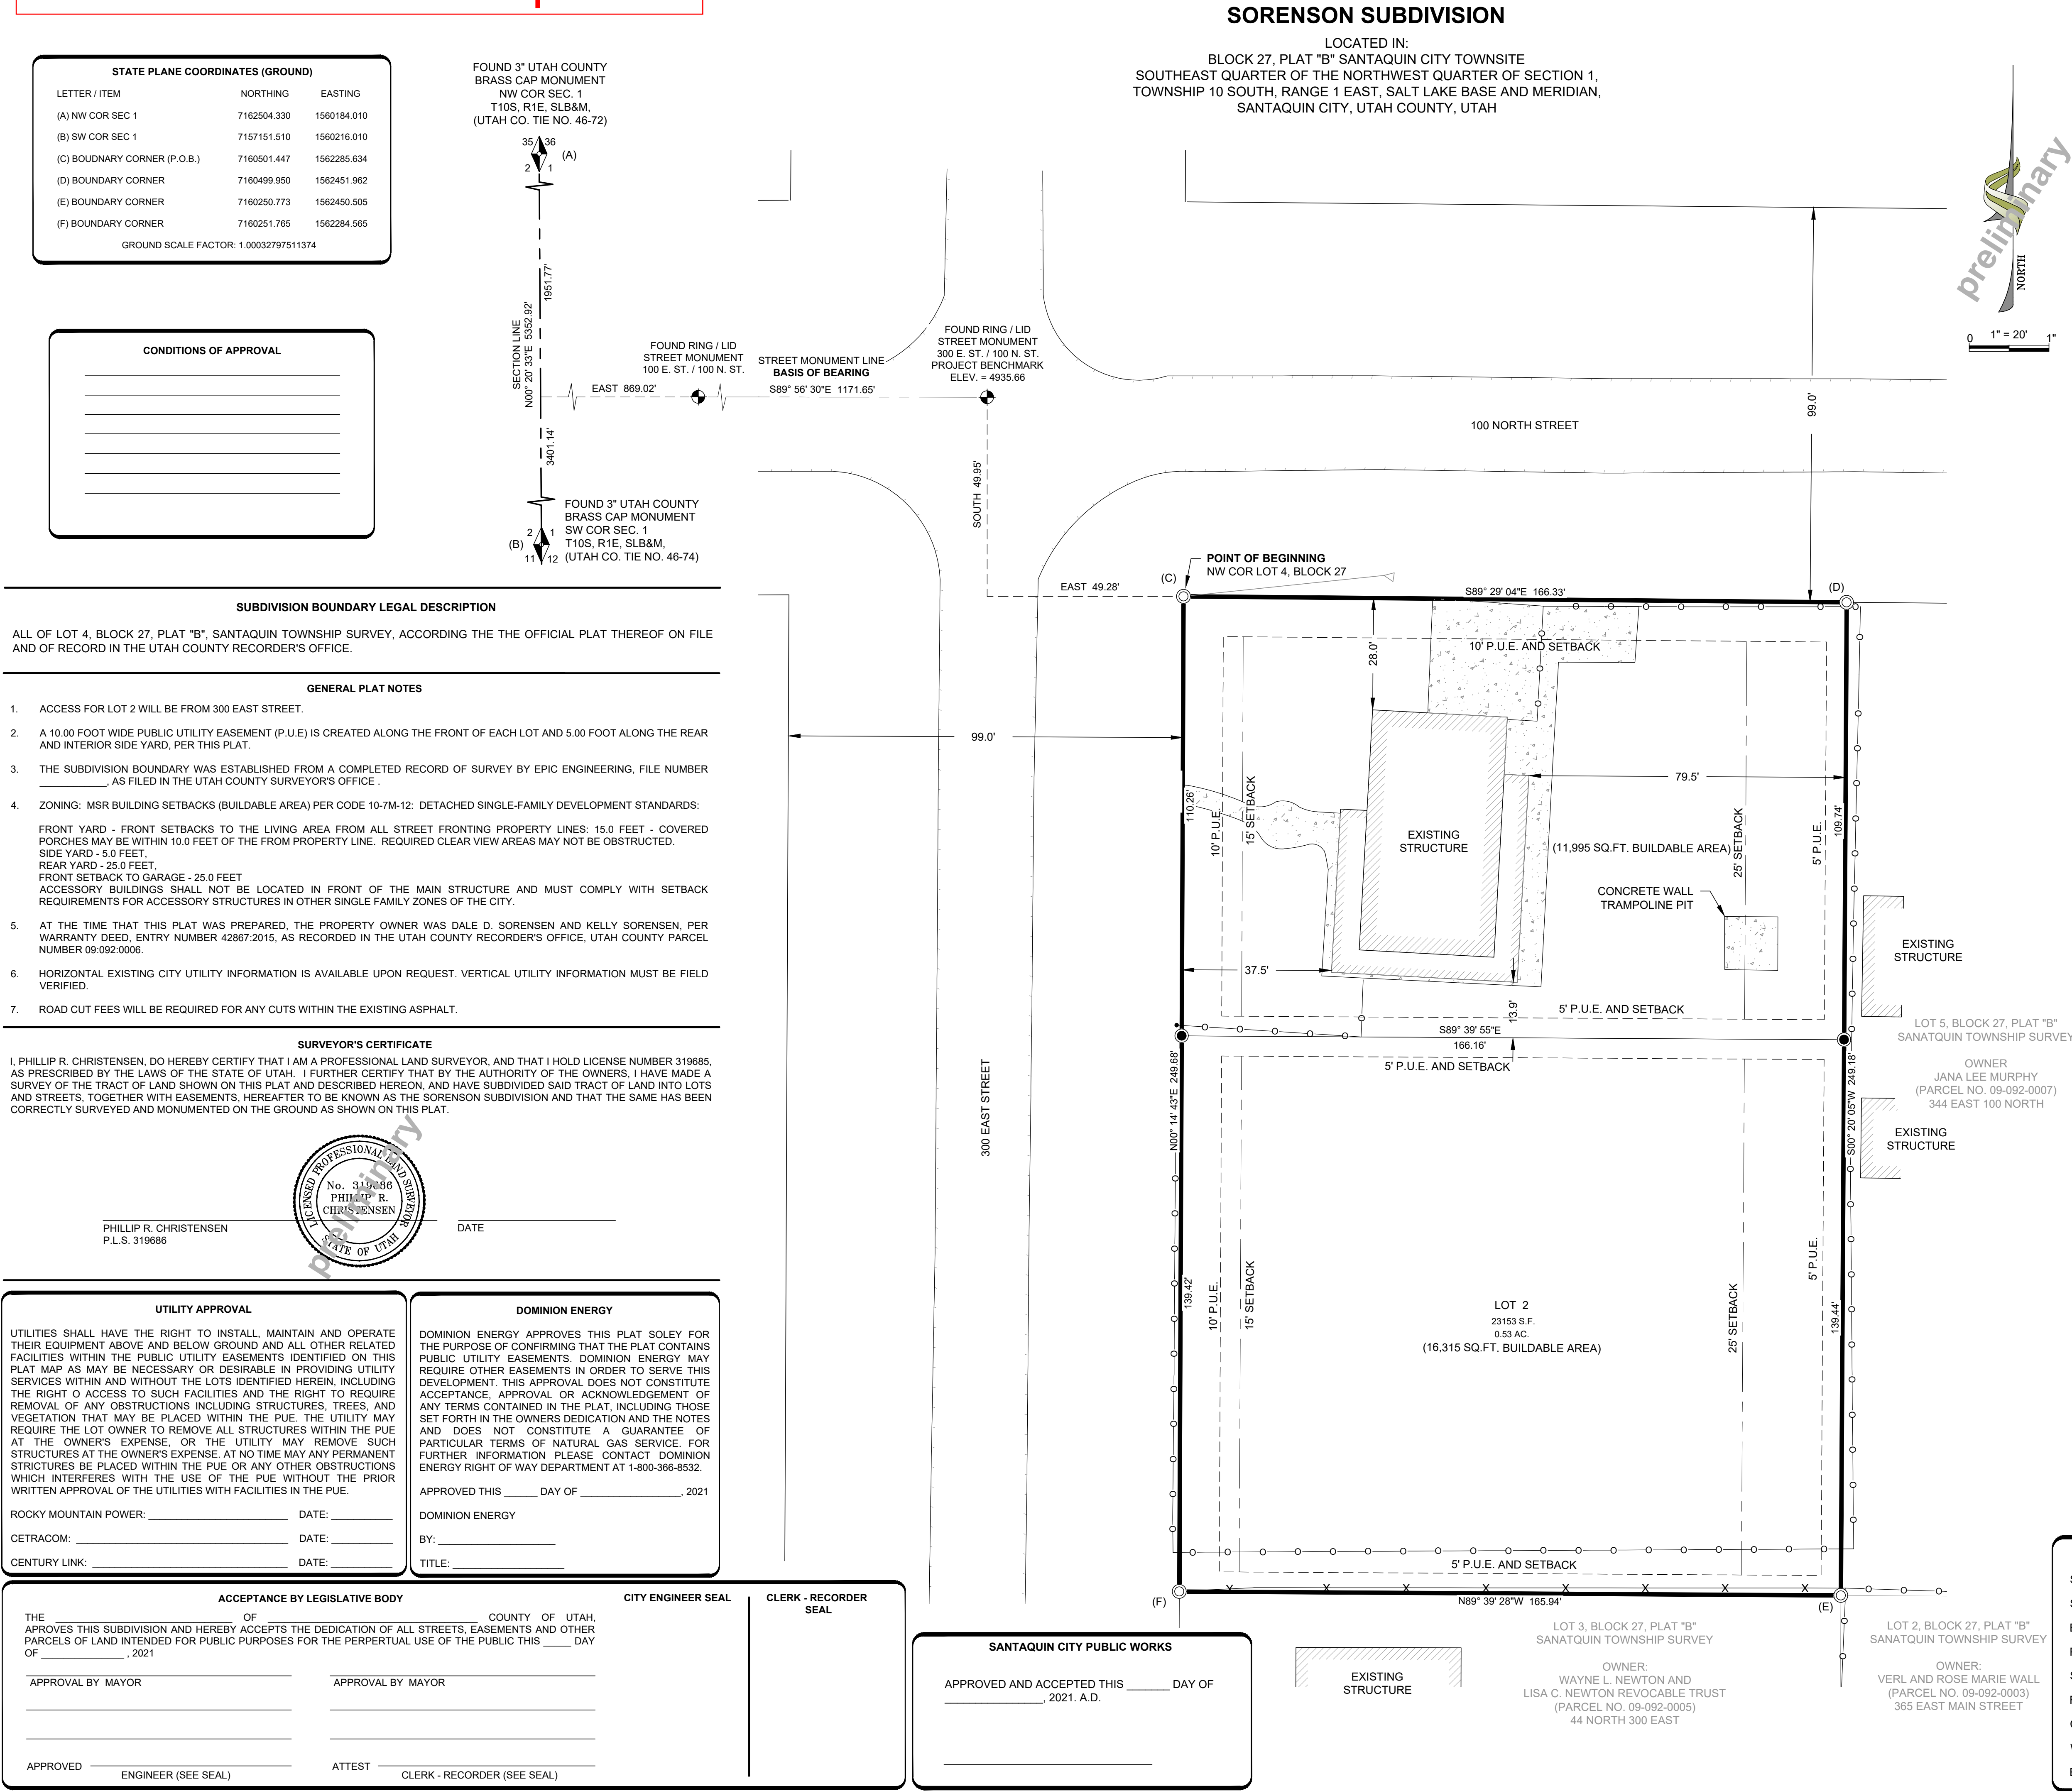 SORENSON SUBDIVISION
LOCATED IN:
BLOCK 27, PLAT "B" SANTAQUIN CITY TOWNSITE
SOUTHEAST QUARTER OF THE NORTHWEST QUARTER OF SECTION 1,
TOWNSHIP 10 SOUTH, RANGE 1 EAST, SALT LAKE BASE AND MERIDIAN,
SANTAQUIN CITY, UTAH COUNTY, UTAH
STATE PLANE COORDINATES (GROUND)
LETTER / ITEM NORTHING EASTING
(A) NW COR SEC 1 7162504.330 1560184.010
(B) SW COR SEC 1 7157151.510 1560216.010
(C) BOUDNARY CORNER (P.O.B.) 7160501.447 1562285.634
(D) BOUNDARY CORNER 7160499.950 1562451.962
(E) BOUNDARY CORNER 7160250.773 1562450.505
(F) BOUNDARY CORNER 7160251.765 1562284.565
GROUND SCALE FACTOR: 1.00032797511374
CONDITIONS OF APPROVAL
FOUND 3" UTAH COUNTY
BRASS CAP MONUMENT
NW COR SEC. 1
T10S, R1E, SLB&M,
(UTAH CO. TIE NO. 46-72)
35 36
(A)
2 1
1951.77'
SECTION LINE
N00° 20' 33"E 5352.92'
3401.14'
FOUND RING / LID
STREET MONUMENT
100 E. ST. / 100 N. ST.
EAST 869.02'
STREET MONUMENT LINE
BASIS OF BEARING
S89° 56' 30"E 1171.65'
FOUND RING / LID
STREET MONUMENT
300 E. ST. / 100 N. ST.
PROJECT BENCHMARK
ELEV. = 4935.66
FOUND 3" UTAH COUNTY
BRASS CAP MONUMENT
SW COR SEC. 1
T10S, R1E, SLB&M,
(UTAH CO. TIE NO. 46-74)
2 1
(B)
11 12
preliminary
NORTH
0 1" = 20' 1"
99.0'
100 NORTH STREET
SOUTH 49.95'
EAST 49.28'
POINT OF BEGINNING
NW COR LOT 4, BLOCK 27
(C)
S89° 29' 04"E 166.33'
(D)
10' P.U.E. AND SETBACK
28.0'
99.0'
79.5'
110.26'
10' P.U.E.
15' SETBACK
EXISTING
STRUCTURE
(11,995 SQ.FT. BUILDABLE AREA)
25' SETBACK
5' P.U.E.
109.74'
CONCRETE WALL
TRAMPOLINE PIT
EXISTING
STRUCTURE
37.5'
13.9'
5' P.U.E. AND SETBACK
S89° 39' 55"E
166.16'
5' P.U.E. AND SETBACK
LOT 5, BLOCK 27, PLAT "B"
SANATQUIN TOWNSHIP SURVEY
OWNER
JANA LEE MURPHY
(PARCEL NO. 09-092-0007)
344 EAST 100 NORTH
EXISTING
STRUCTURE
300 EAST STREET
N00° 14' 43"E 249.68'
S00° 20' 05"W 249.18'
139.42'
10' P.U.E.
15' SETBACK
LOT 2
23153 S.F.
0.53 AC.
(16,315 SQ.FT. BUILDABLE AREA)
25' SETBACK
5' P.U.E.
139.44'
5' P.U.E. AND SETBACK
(F)
N89° 39' 28"W 165.94'
(E)
LOT 3, BLOCK 27, PLAT "B"
SANATQUIN TOWNSHIP SURVEY
OWNER:
WAYNE L. NEWTON AND
LISA C. NEWTON REVOCABLE TRUST
(PARCEL NO. 09-092-0005)
44 NORTH 300 EAST
LOT 2, BLOCK 27, PLAT "B"
SANATQUIN TOWNSHIP SURVEY
OWNER:
VERL AND ROSE MARIE WALL
(PARCEL NO. 09-092-0003)
365 EAST MAIN STREET
EXISTING
STRUCTURE
SUBDIVISION BOUNDARY LEGAL DESCRIPTION
ALL OF LOT 4, BLOCK 27, PLAT "B", SANTAQUIN TOWNSHIP SURVEY, ACCORDING THE THE OFFICIAL PLAT THEREOF ON FILE
AND OF RECORD IN THE UTAH COUNTY RECORDER'S OFFICE.
GENERAL PLAT NOTES
1. ACCESS FOR LOT 2 WILL BE FROM 300 EAST STREET.
2. A 10.00 FOOT WIDE PUBLIC UTILITY EASEMENT (P.U.E) IS CREATED ALONG THE FRONT OF EACH LOT AND 5.00 FOOT ALONG THE REAR
AND INTERIOR SIDE YARD, PER THIS PLAT.
3. THE SUBDIVISION BOUNDARY WAS ESTABLISHED FROM A COMPLETED RECORD OF SURVEY BY EPIC ENGINEERING, FILE NUMBER
____________, AS FILED IN THE UTAH COUNTY SURVEYOR'S OFFICE .
4. ZONING: MSR BUILDING SETBACKS (BUILDABLE AREA) PER CODE 10-7M-12: DETACHED SINGLE-FAMILY DEVELOPMENT STANDARDS:
FRONT YARD - FRONT SETBACKS TO THE LIVING AREA FROM ALL STREET FRONTING PROPERTY LINES: 15.0 FEET - COVERED
PORCHES MAY BE WITHIN 10.0 FEET OF THE FROM PROPERTY LINE. REQUIRED CLEAR VIEW AREAS MAY NOT BE OBSTRUCTED.
SIDE YARD - 5.0 FEET,
REAR YARD - 25.0 FEET,
FRONT SETBACK TO GARAGE - 25.0 FEET
ACCESSORY BUILDINGS SHALL NOT BE LOCATED IN FRONT OF THE MAIN STRUCTURE AND MUST COMPLY WITH SETBACK
REQUIREMENTS FOR ACCESSORY STRUCTURES IN OTHER SINGLE FAMILY ZONES OF THE CITY.
5. AT THE TIME THAT THIS PLAT WAS PREPARED, THE PROPERTY OWNER WAS DALE D. SORENSEN AND KELLY SORENSEN, PER
WARRANTY DEED, ENTRY NUMBER 42867:2015, AS RECORDED IN THE UTAH COUNTY RECORDER'S OFFICE, UTAH COUNTY PARCEL
NUMBER 09:092:0006.
6. HORIZONTAL EXISTING CITY UTILITY INFORMATION IS AVAILABLE UPON REQUEST. VERTICAL UTILITY INFORMATION MUST BE FIELD
VERIFIED.
7. ROAD CUT FEES WILL BE REQUIRED FOR ANY CUTS WITHIN THE EXISTING ASPHALT.
SURVEYOR'S CERTIFICATE
I, PHILLIP R. CHRISTENSEN, DO HEREBY CERTIFY THAT I AM A PROFESSIONAL LAND SURVEYOR, AND THAT I HOLD LICENSE NUMBER 319685,
AS PRESCRIBED BY THE LAWS OF THE STATE OF UTAH. I FURTHER CERTIFY THAT BY THE AUTHORITY OF THE OWNERS, I HAVE MADE A
SURVEY OF THE TRACT OF LAND SHOWN ON THIS PLAT AND DESCRIBED HEREON, AND HAVE SUBDIVIDED SAID TRACT OF LAND INTO LOTS
AND STREETS, TOGETHER WITH EASEMENTS, HEREAFTER TO BE KNOWN AS THE SORENSON SUBDIVISION AND THAT THE SAME HAS BEEN
CORRECTLY SURVEYED AND MONUMENTED ON THE GROUND AS SHOWN ON THIS PLAT.
LICENSED PROFESSIONAL LAND SURVEYOR
No. 319686
PHILLIP R.
CHRISTENSEN
STATE OF UTAH
preliminary
PHILLIP R. CHRISTENSEN
P.L.S. 319686
DATE
UTILITY APPROVAL
UTILITIES SHALL HAVE THE RIGHT TO INSTALL, MAINTAIN AND OPERATE
THEIR EQUIPMENT ABOVE AND BELOW GROUND AND ALL OTHER RELATED
FACILITIES WITHIN THE PUBLIC UTILITY EASEMENTS IDENTIFIED ON THIS
PLAT MAP AS MAY BE NECESSARY OR DESIRABLE IN PROVIDING UTILITY
SERVICES WITHIN AND WITHOUT THE LOTS IDENTIFIED HEREIN, INCLUDING
THE RIGHT O ACCESS TO SUCH FACILITIES AND THE RIGHT TO REQUIRE
REMOVAL OF ANY OBSTRUCTIONS INCLUDING STRUCTURES, TREES, AND
VEGETATION THAT MAY BE PLACED WITHIN THE PUE. THE UTILITY MAY
REQUIRE THE LOT OWNER TO REMOVE ALL STRUCTURES WITHIN THE PUE
AT THE OWNER'S EXPENSE, OR THE UTILITY MAY REMOVE SUCH
STRUCTURES AT THE OWNER'S EXPENSE. AT NO TIME MAY ANY PERMANENT
STRICTURES BE PLACED WITHIN THE PUE OR ANY OTHER OBSTRUCTIONS
WHICH INTERFERES WITH THE USE OF THE PUE WITHOUT THE PRIOR
WRITTEN APPROVAL OF THE UTILITIES WITH FACILITIES IN THE PUE.
ROCKY MOUNTAIN POWER: ____ DATE: ____
CETRACOM: ____ DATE: ____
CENTURY LINK: ____ DATE: ____
DOMINION ENERGY
DOMINION ENERGY APPROVES THIS PLAT SOLEY FOR
THE PURPOSE OF CONFIRMING THAT THE PLAT CONTAINS
PUBLIC UTILITY EASEMENTS. DOMINION ENERGY MAY
REQUIRE OTHER EASEMENTS IN ORDER TO SERVE THIS
DEVELOPMENT. THIS APPROVAL DOES NOT CONSTITUTE
ACCEPTANCE, APPROVAL OR ACKNOWLEDGEMENT OF
ANY TERMS CONTAINED IN THE PLAT, INCLUDING THOSE
SET FORTH IN THE OWNERS DEDICATION AND THE NOTES
AND DOES NOT CONSTITUTE A GUARANTEE OF
PARTICULAR TERMS OF NATURAL GAS SERVICE. FOR
FURTHER INFORMATION PLEASE CONTACT DOMINION
ENERGY RIGHT OF WAY DEPARTMENT AT 1-800-366-8532.
APPROVED THIS ____ DAY OF ____, 2021
DOMINION ENERGY
BY: ____
TITLE: ____
ACCEPTANCE BY LEGISLATIVE BODY
THE ____ OF ____ COUNTY OF UTAH,
APROVES THIS SUBDIVISION AND HEREBY ACCEPTS THE DEDICATION OF ALL STREETS, EASEMENTS AND OTHER
PARCELS OF LAND INTENDED FOR PUBLIC PURPOSES FOR THE PERPERTUAL USE OF THE PUBLIC THIS ____ DAY
OF ____ , 2021
APPROVAL BY MAYOR APPROVAL BY MAYOR
APPROVED ____ ATTEST ____
ENGINEER (SEE SEAL) CLERK - RECORDER (SEE SEAL)
CITY ENGINEER SEAL
CLERK - RECORDER
SEAL
SANTAQUIN CITY PUBLIC WORKS
APPROVED AND ACCEPTED THIS ____ DAY OF
____, 2021. A.D.